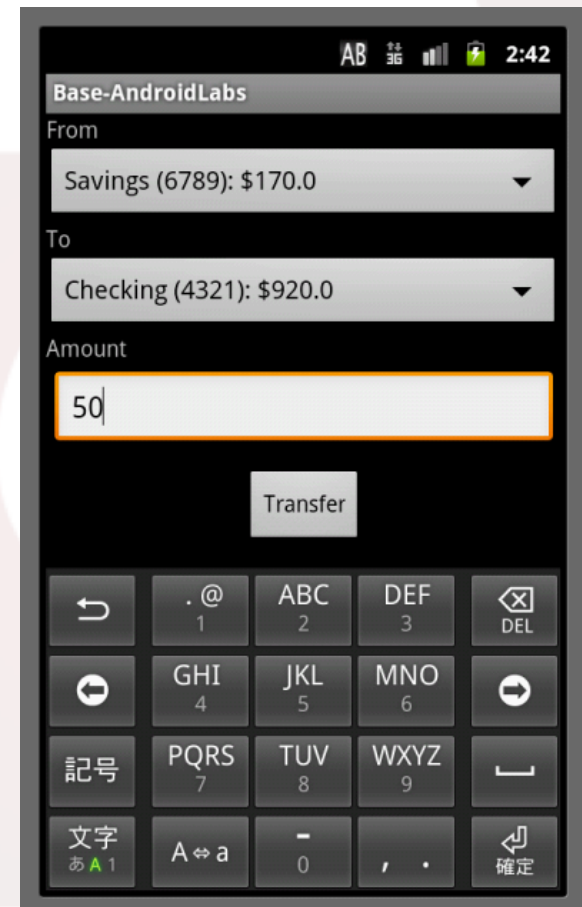 AB 3G 2:42
Base-AndroidLabs
From
Savings (6789): $170.0
To
Checking (4321): $920.0
Amount
50
Transfer
. @ ABC DEF
1 2 3 DEL
GHI JKL MNO
4 5 6
記号 PQRS TUV WXYZ
7 8 9
文字 A⇔a - , .
あA1 0 確定